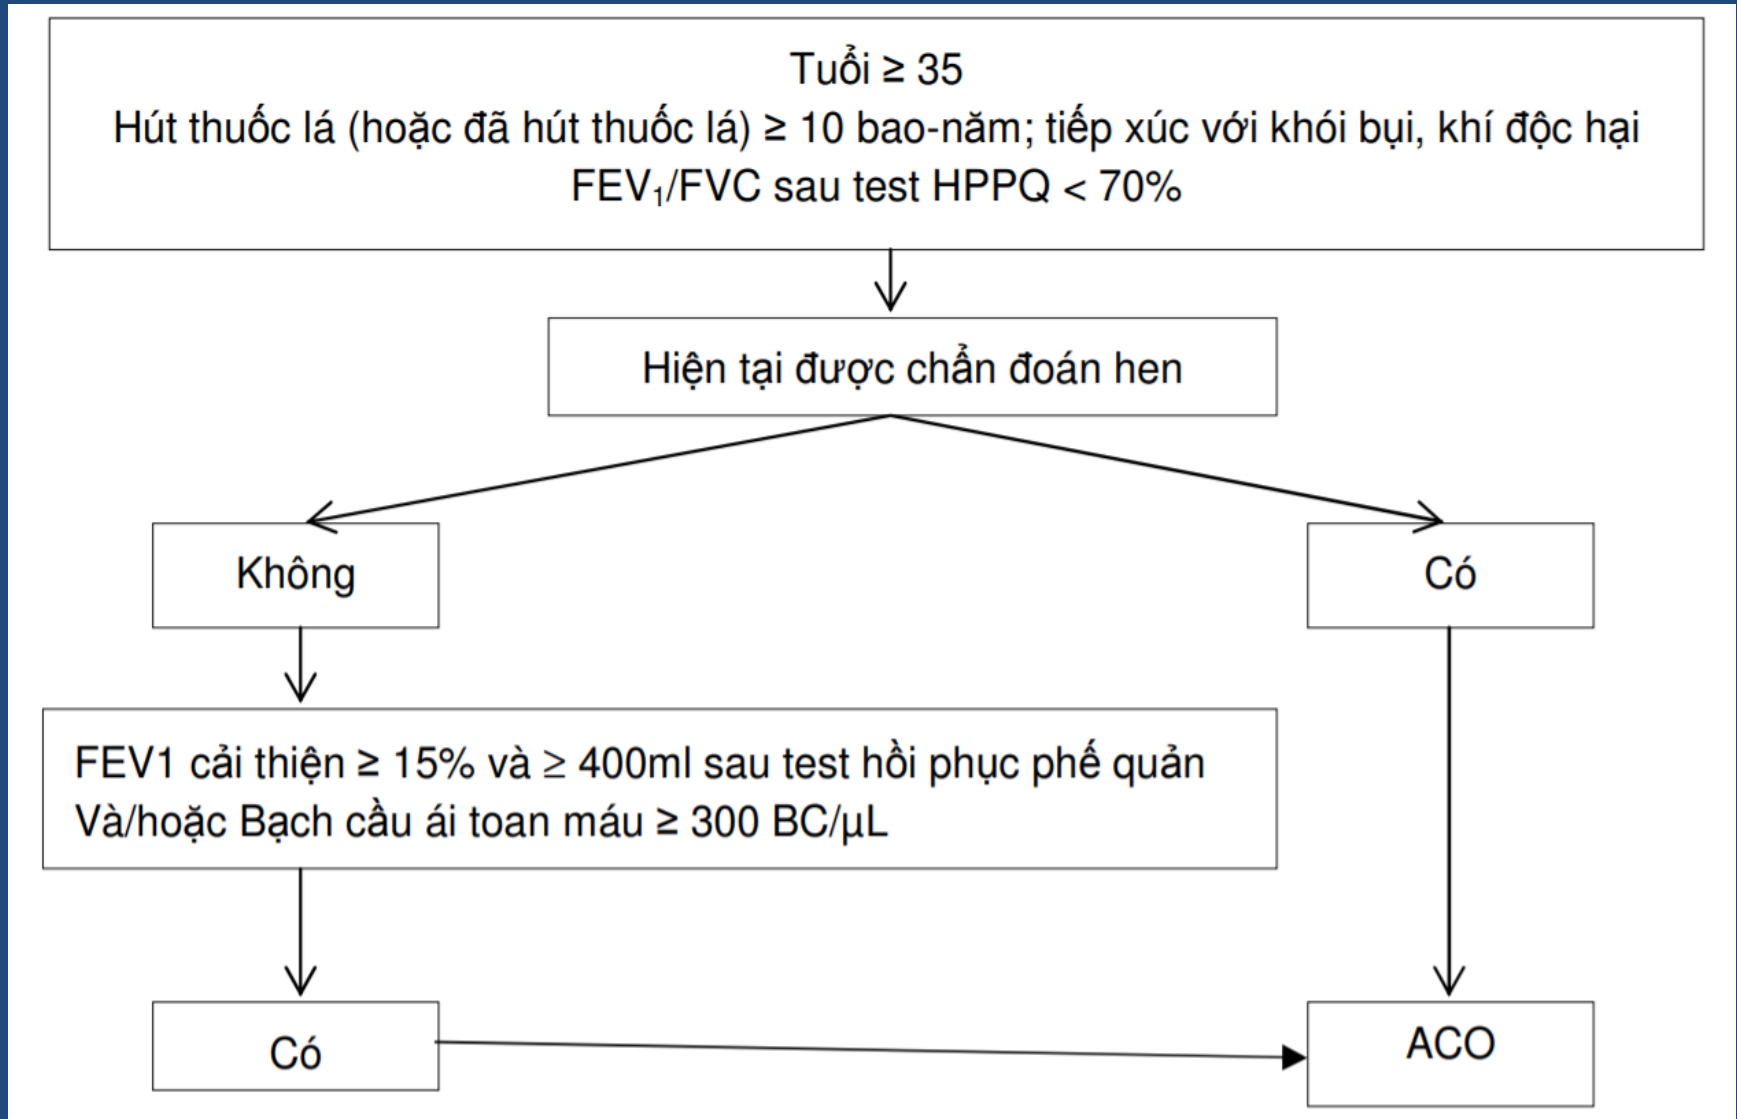 Tuổi ≥ 35
Hút thuốc lá (hoặc đã hút thuốc lá) ≥ 10 bao-năm; tiếp xúc với khói bụi, khí độc hại
FEV₁/FVC sau test HPPQ < 70%
Hiện tại được chẩn đoán hen
Không
Có
FEV1 cải thiện ≥ 15% và ≥ 400ml sau test hồi phục phế quản
Và/hoặc Bạch cầu ái toan máu ≥ 300 BC/µL
Có
ACO